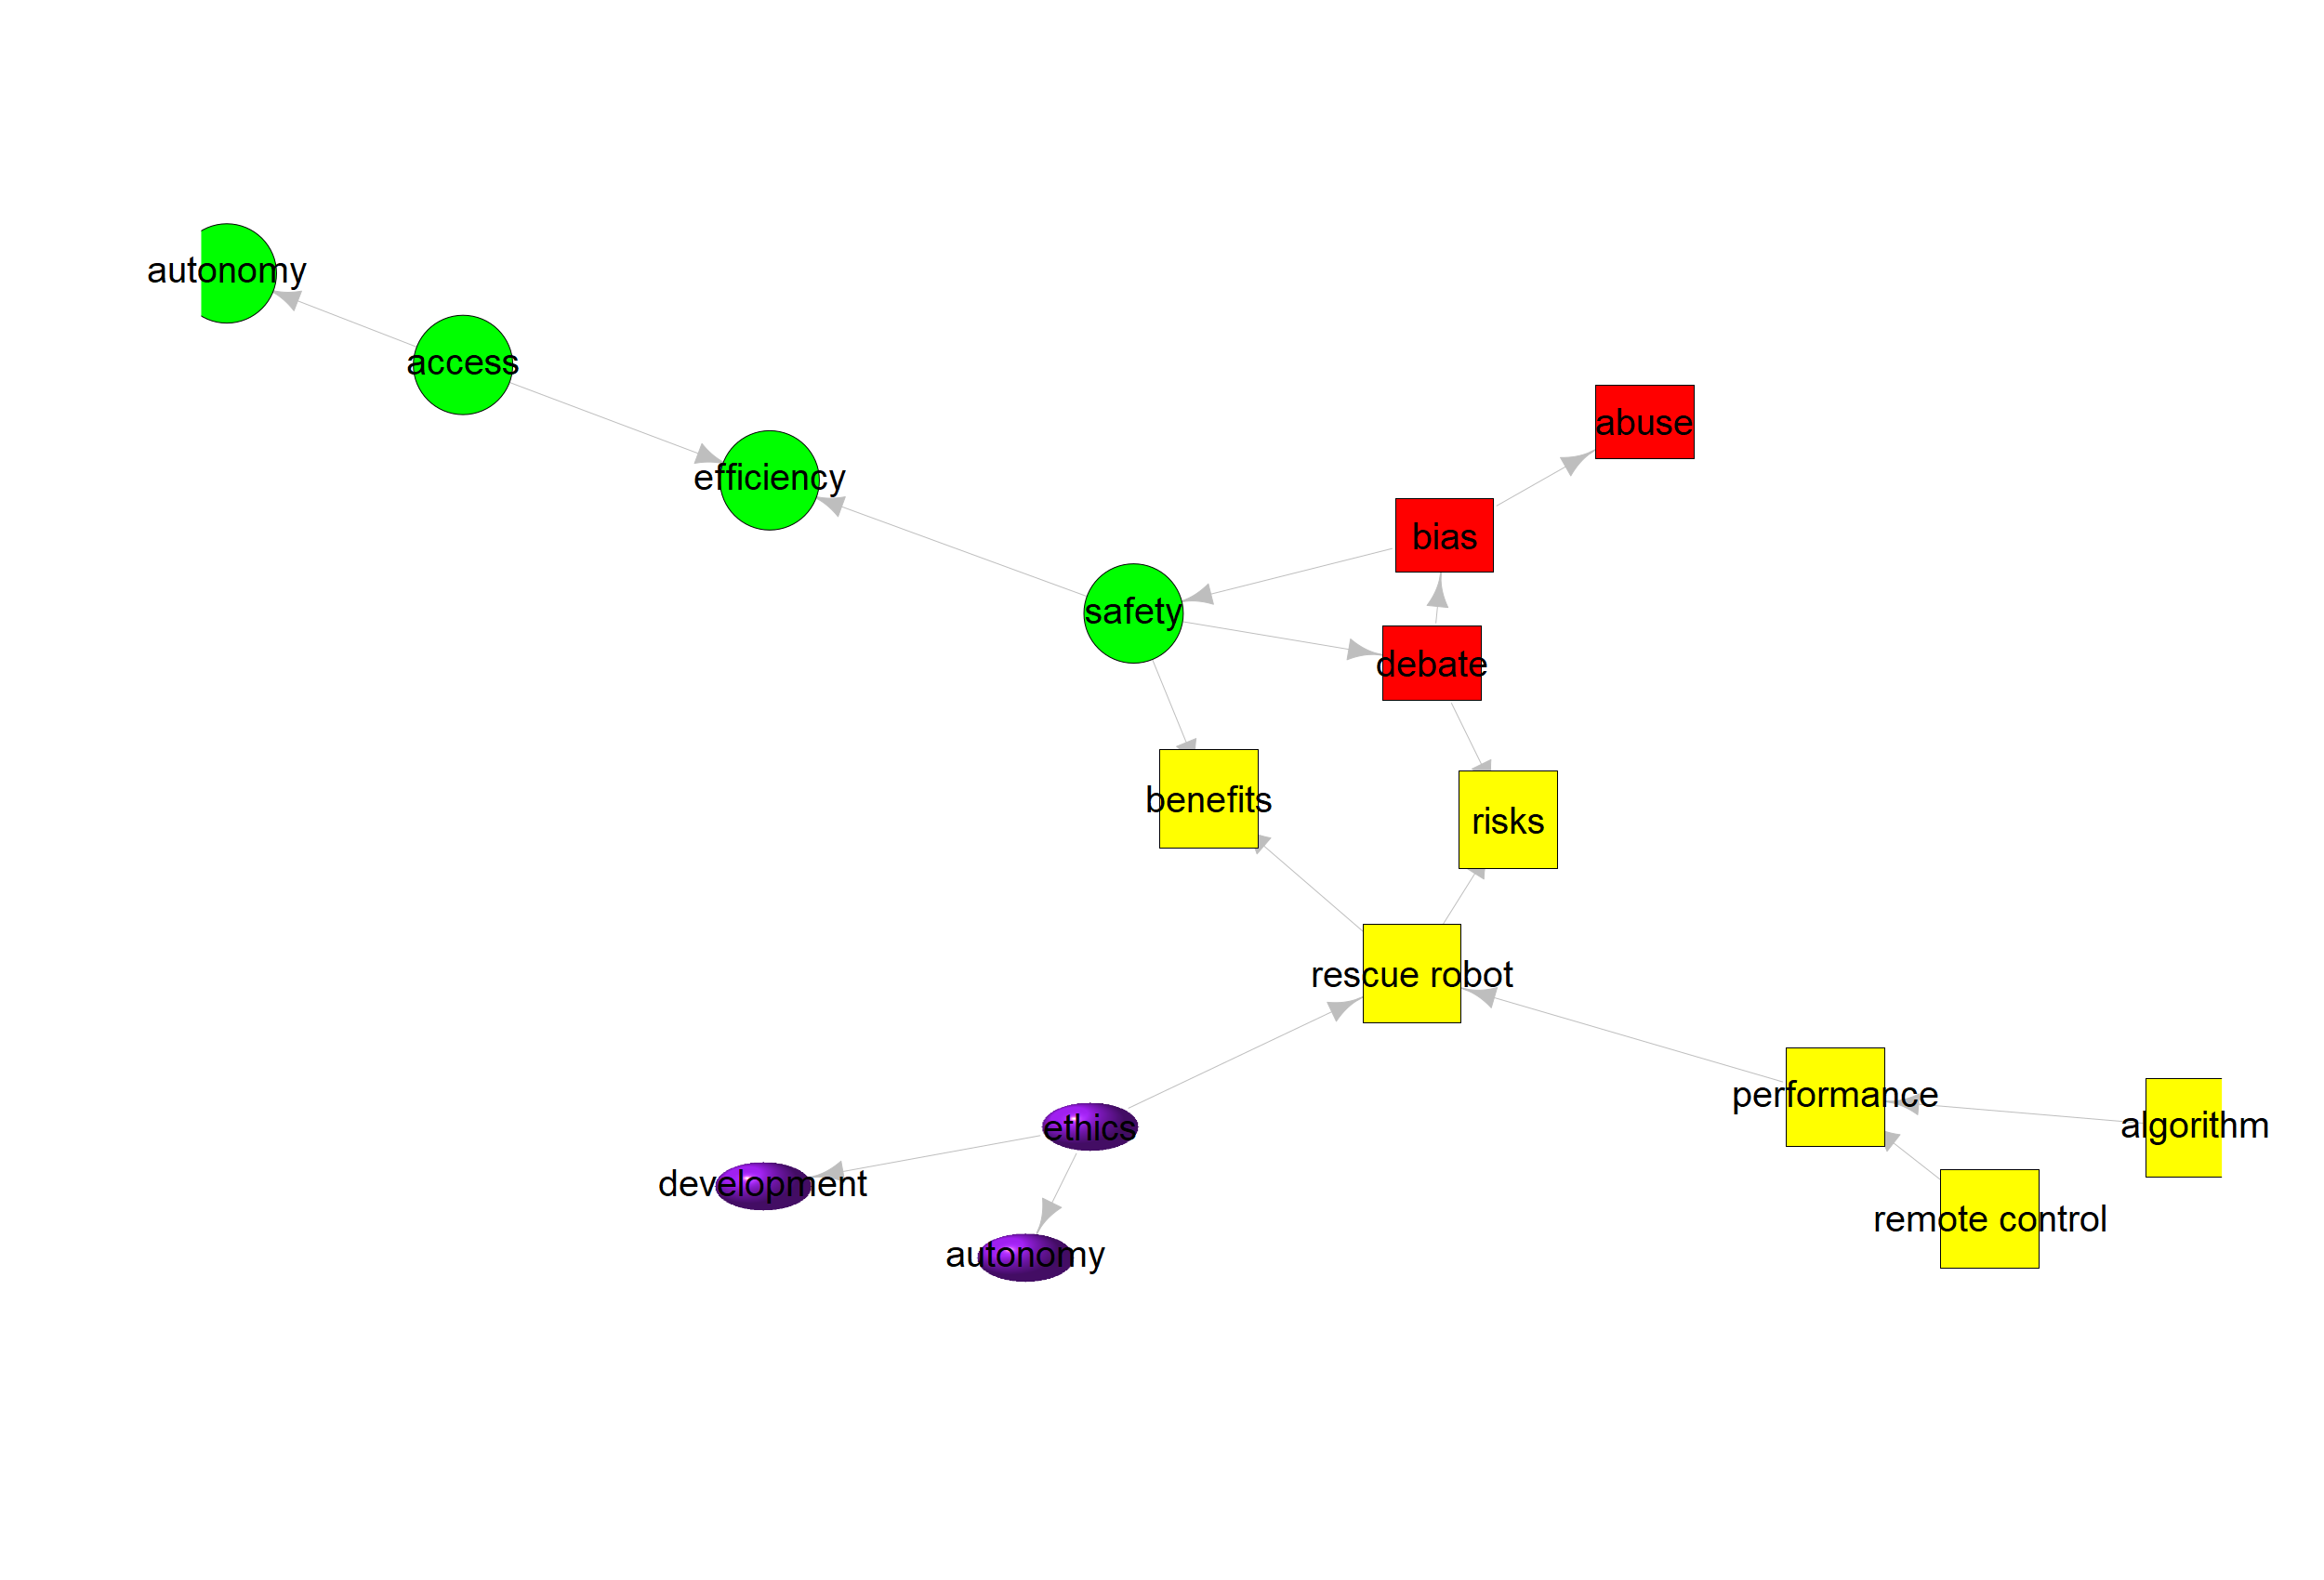 autonomy
access
abuse
efficiency
bias
safety
debate
benefits
risks
rescue robot
performance
algorithm
ethics
development
remote control
autonomy